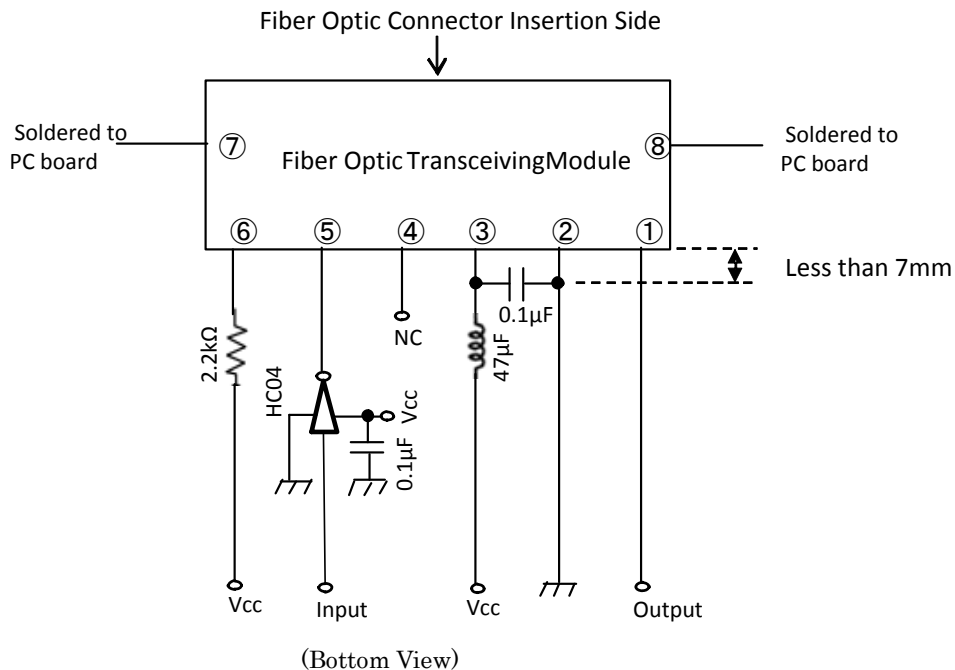 Fiber Optic Connector Insertion Side
Soldered to
PC board
⑦
Fiber Optic TransceivingModule
⑧
Soldered to
PC board
⑥ ⑤ ④ ③ ② ①
Less than 7mm
2.2kΩ
HC04
Vcc
0.1μF
NC
0.1μF
47μF
Vcc
Input
Vcc
Output
(Bottom View)